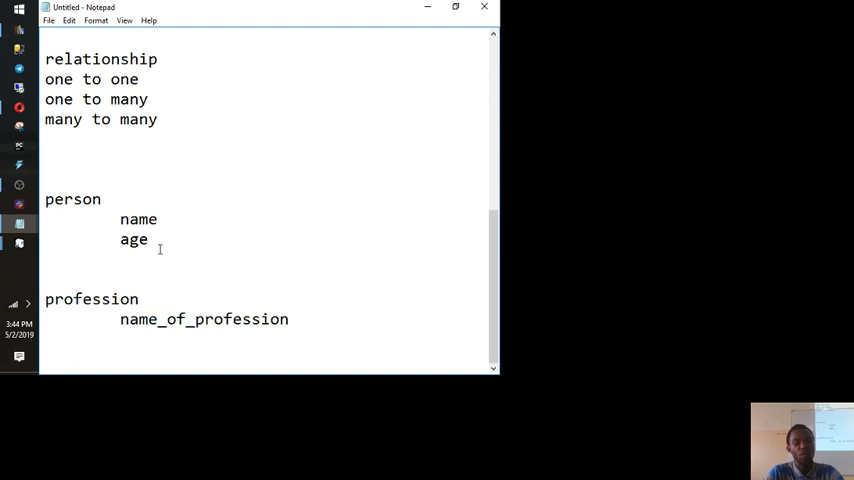 Untitled - Notepad
File Edit Format View Help
relationship
one to one
one to many
many to many
person
name
age
profession
name_of_profession
3:44 PM
5/2/2019